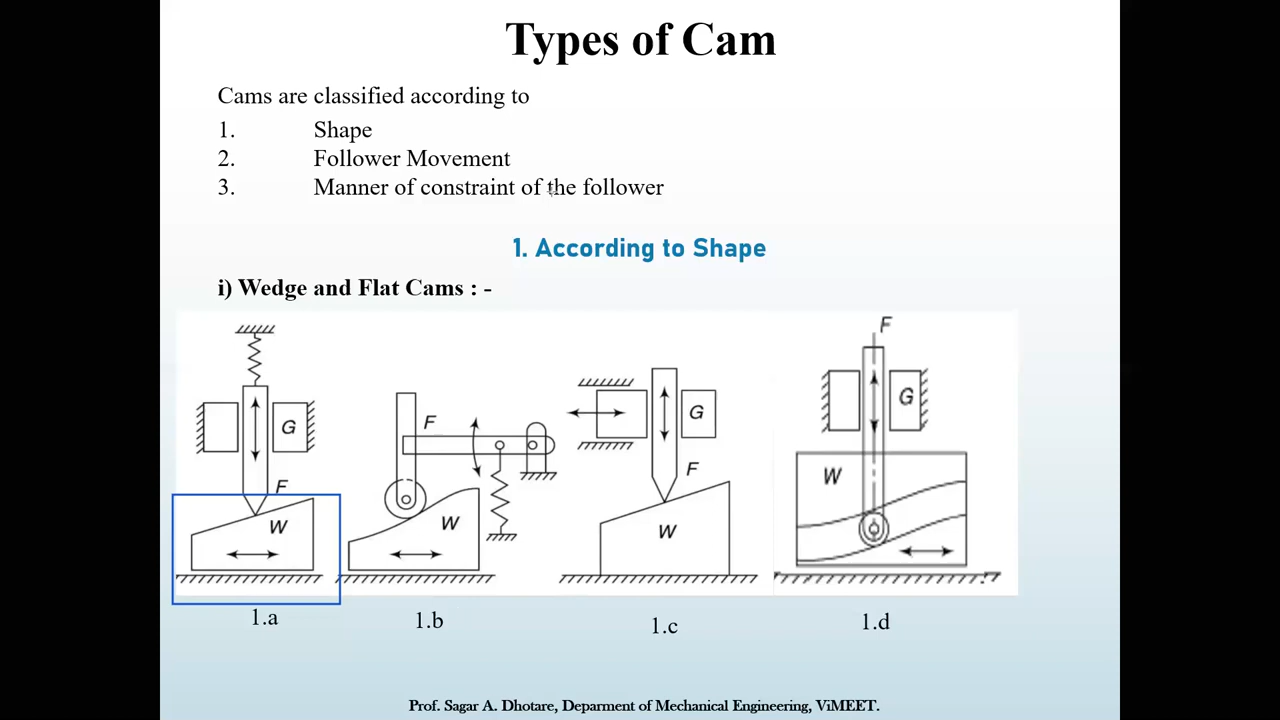 Types of Cam
Cams are classified according to
1. Shape
2. Follower Movement
3. Manner of constraint of the follower
1. According to Shape
i) Wedge and Flat Cams : -
G
F
W
F
W
G
F
W
F
G
W
1.a
1.b
1.c
1.d
Prof. Sagar A. Dhotare, Deparment of Mechanical Engineering, ViMEET.